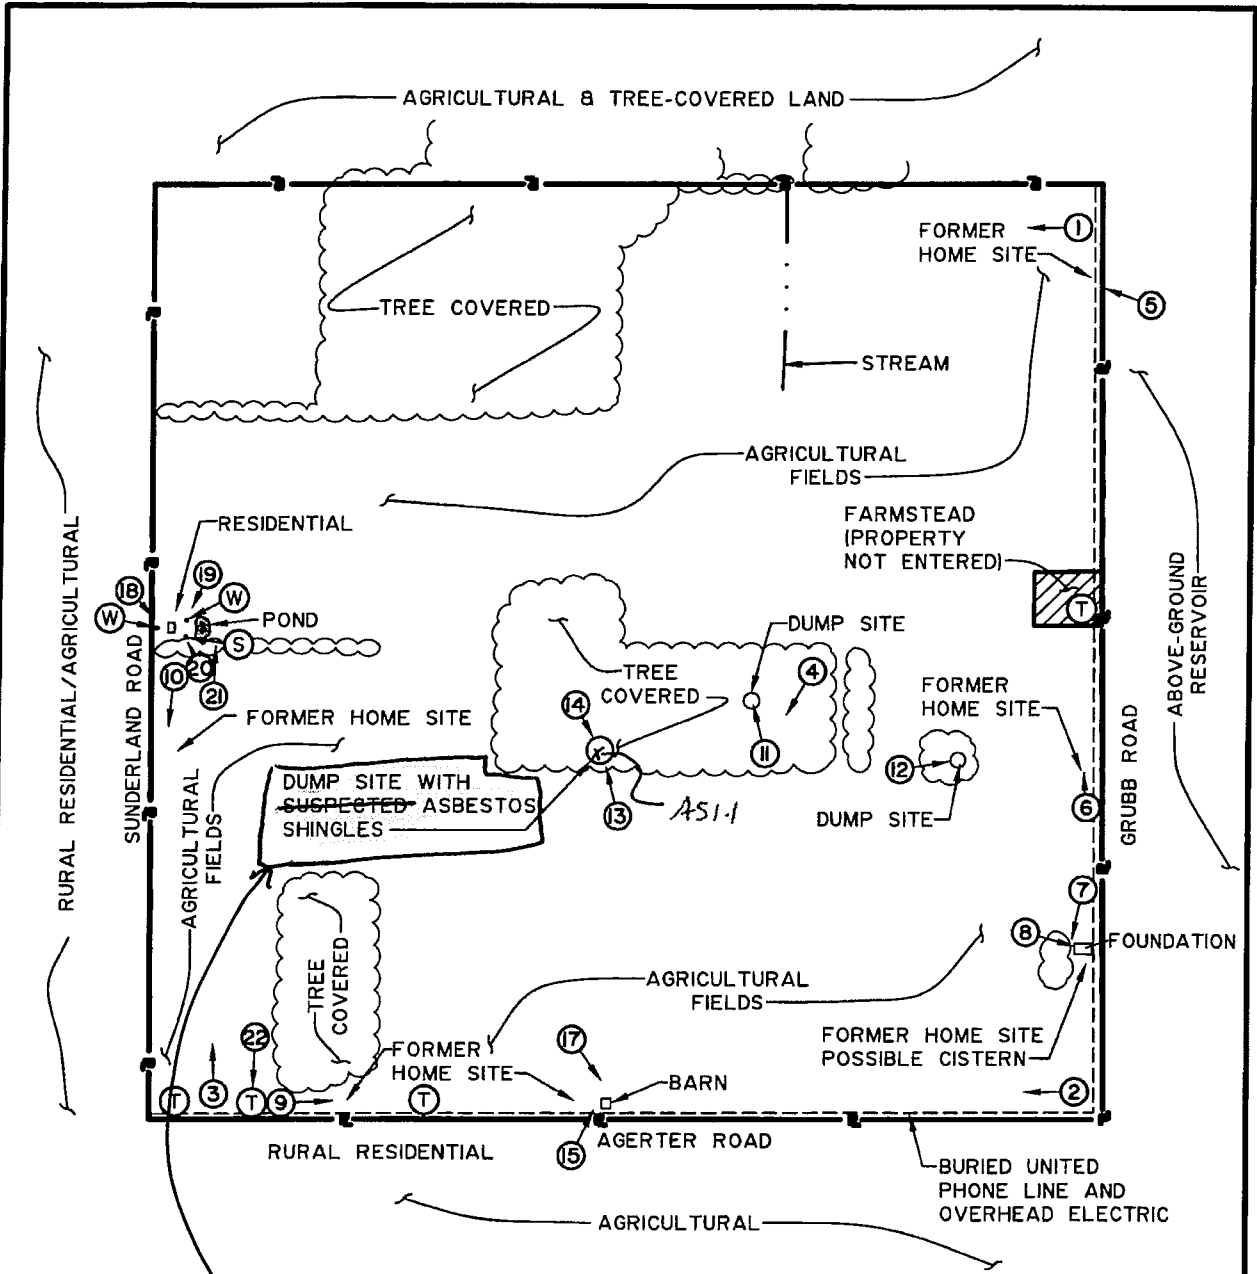 AGRICULTURAL & TREE-COVERED LAND
FORMER
HOME SITE
1
5
TREE COVERED
STREAM
AGRICULTURAL
FIELDS
RESIDENTIAL
FARMSTEAD
(PROPERTY
NOT ENTERED)
T
18
19
W
W
POND
S
20
10
21
RURAL RESIDENTIAL/AGRICULTURAL
SUNDERLAND ROAD
FORMER HOME SITE
DUMP SITE
TREE
COVERED
4
14
11
FORMER
HOME SITE
12
DUMP SITE
6
ABOVE-GROUND
RESERVOIR
GRUBB ROAD
DUMP SITE WITH
SUSPECTED ASBESTOS
SHINGLES
X
13
AS1-1
AGRICULTURAL
FIELDS
TREE
COVERED
7
8
FOUNDATION
AGRICULTURAL
FIELDS
FORMER HOME SITE
POSSIBLE CISTERN
22
FORMER
HOME SITE
17
BARN
T
3
T
9
T
2
15
AGERTER ROAD
RURAL RESIDENTIAL
BURIED UNITED
PHONE LINE AND
OVERHEAD ELECTRIC
AGRICULTURAL